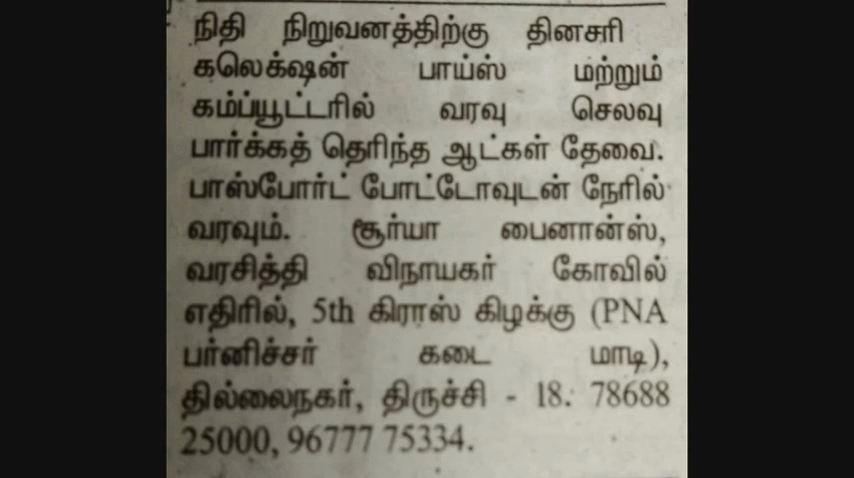 நிதி நிறுவனத்திற்கு தினசரி
கலெக்ஷன் பாய்ஸ் மற்றும்
கம்ப்யூட்டரில் வரவு செலவு
பார்க்கத் தெரிந்த ஆட்கள் தேவை.
பாஸ்போர்ட் போட்டோவுடன் நேரில்
வரவும். சூர்யா பைனான்ஸ்,
வரசித்தி விநாயகர் கோவில்
எதிரில், 5th கிராஸ் கிழக்கு (PNA
பர்னிச்சர் கடை மாடி),
தில்லைநகர், திருச்சி - 18. 78688
25000, 96777 75334.